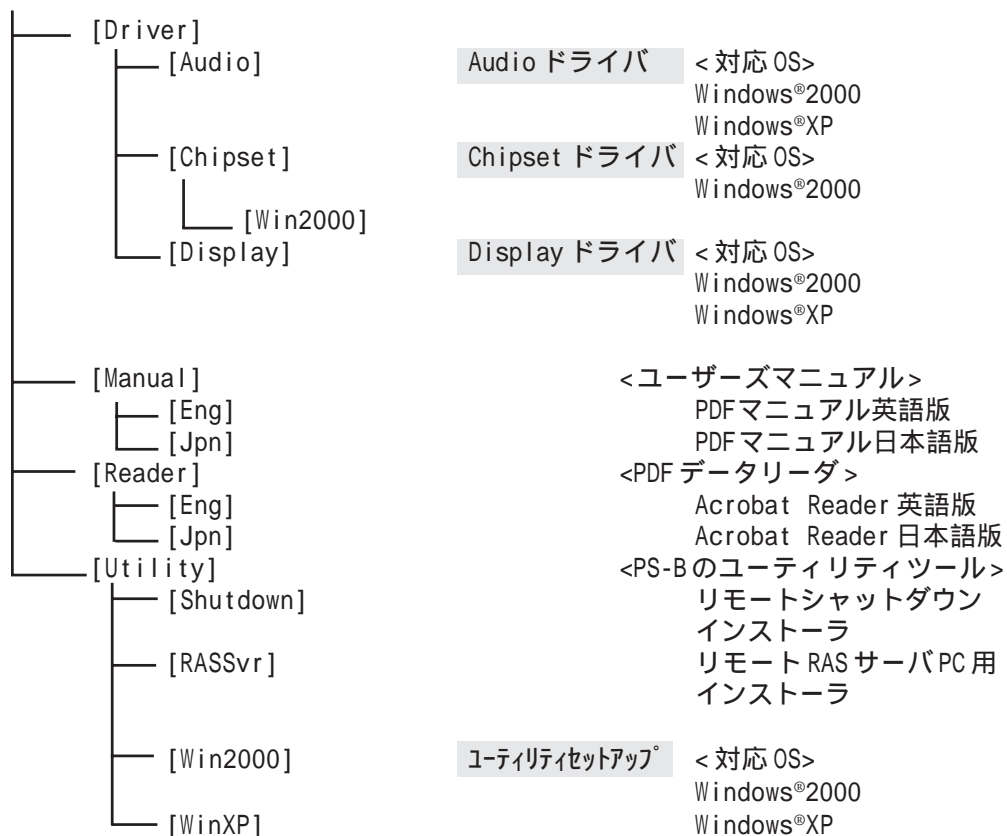 [Driver]
[Audio] Audio ドライバ <対応 OS>
Windows®2000
Windows®XP
[Chipset] Chipset ドライバ <対応 OS>
Windows®2000
[Win2000]
[Display] Display ドライバ <対応 OS>
Windows®2000
Windows®XP
[Manual] <ユーザーズマニュアル>
[Eng] PDFマニュアル英語版
[Jpn] PDFマニュアル日本語版
[Reader] <PDF データリーダ>
[Eng] Acrobat Reader 英語版
[Jpn] Acrobat Reader 日本語版
[Utility] <PS-Bのユーティリティツール>
[Shutdown] リモートシャットダウン
インストーラ
[RASSvr] リモート RAS サーバ PC 用
インストーラ
[Win2000] ユーティリティセットアップ <対応 OS>
Windows®2000
[WinXP] Windows®XP